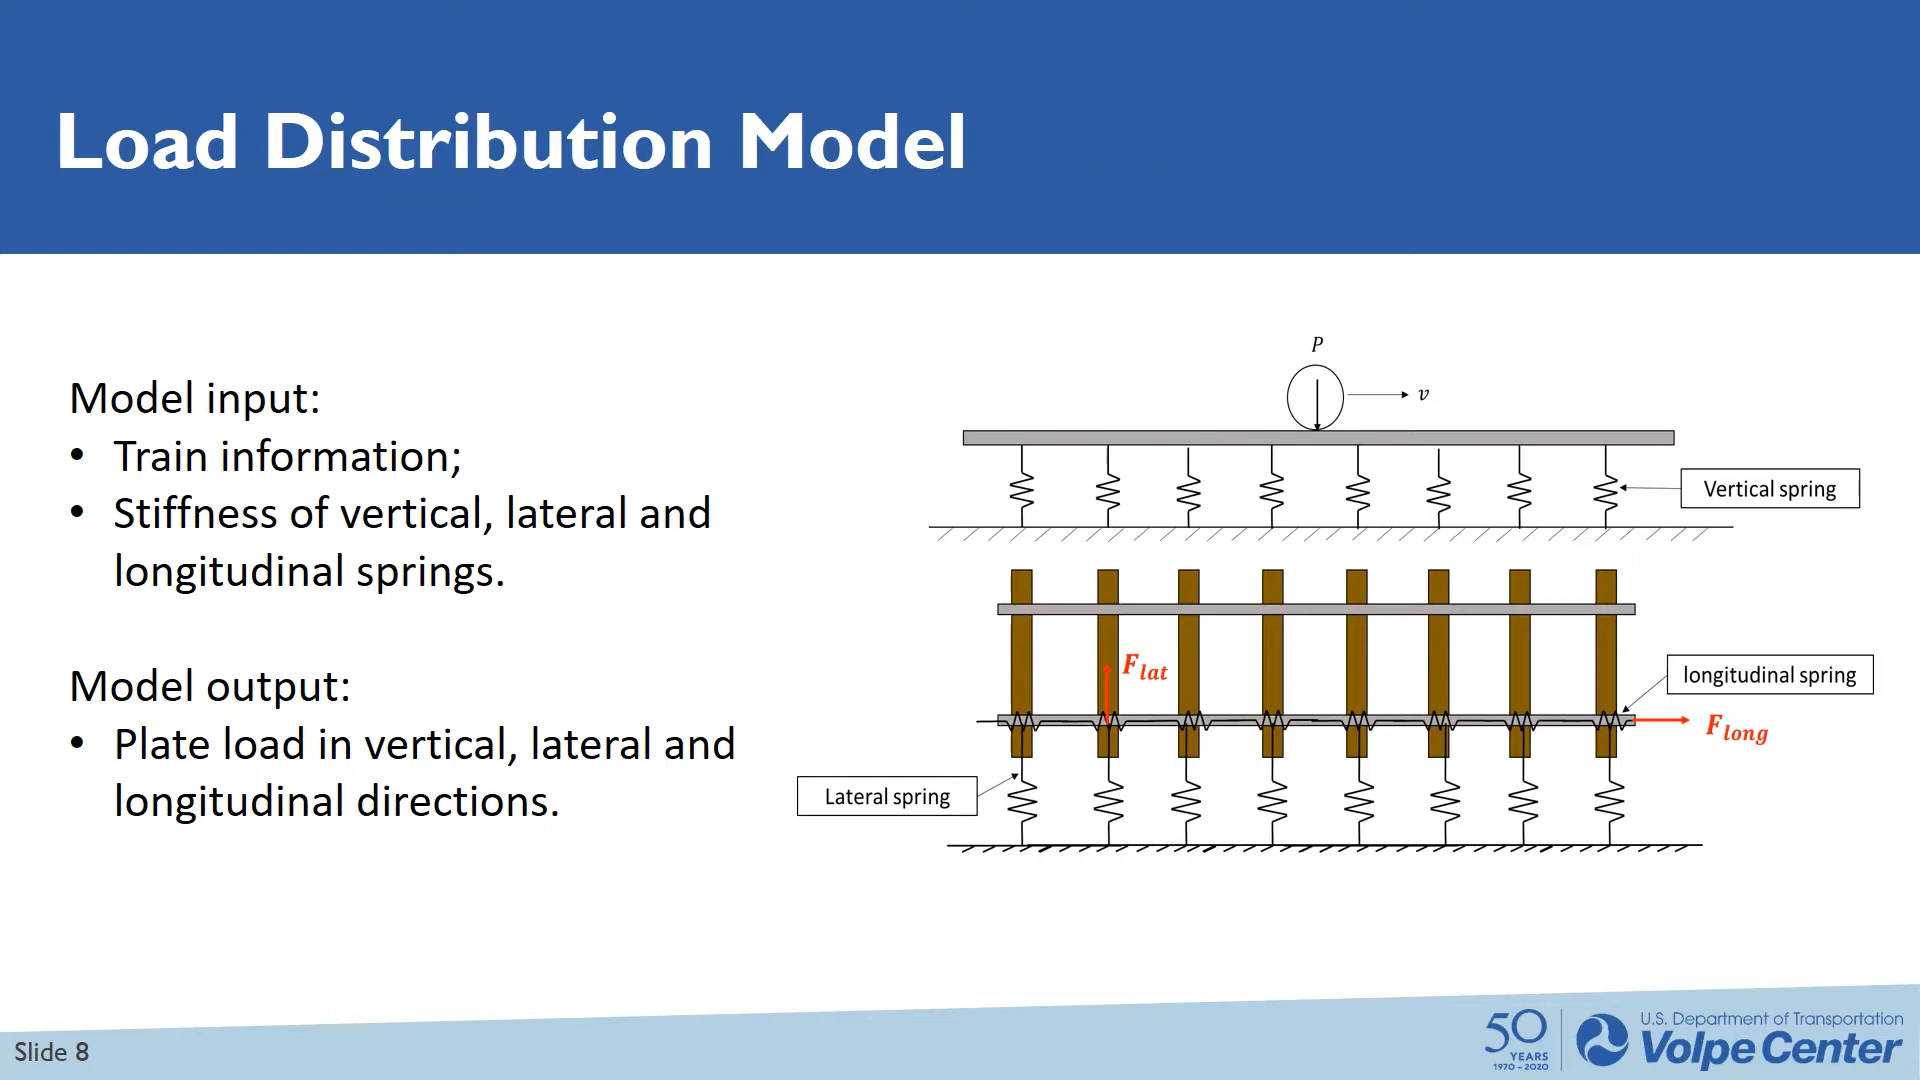 Load Distribution Model
Model input:
• Train information;
• Stiffness of vertical, lateral and
longitudinal springs.
Model output:
• Plate load in vertical, lateral and
longitudinal directions.
P
v
Vertical spring
F_lat
longitudinal spring
F_long
Lateral spring
Slide 8
50
YEARS
1970 – 2020
U.S. Department of Transportation
Volpe Center